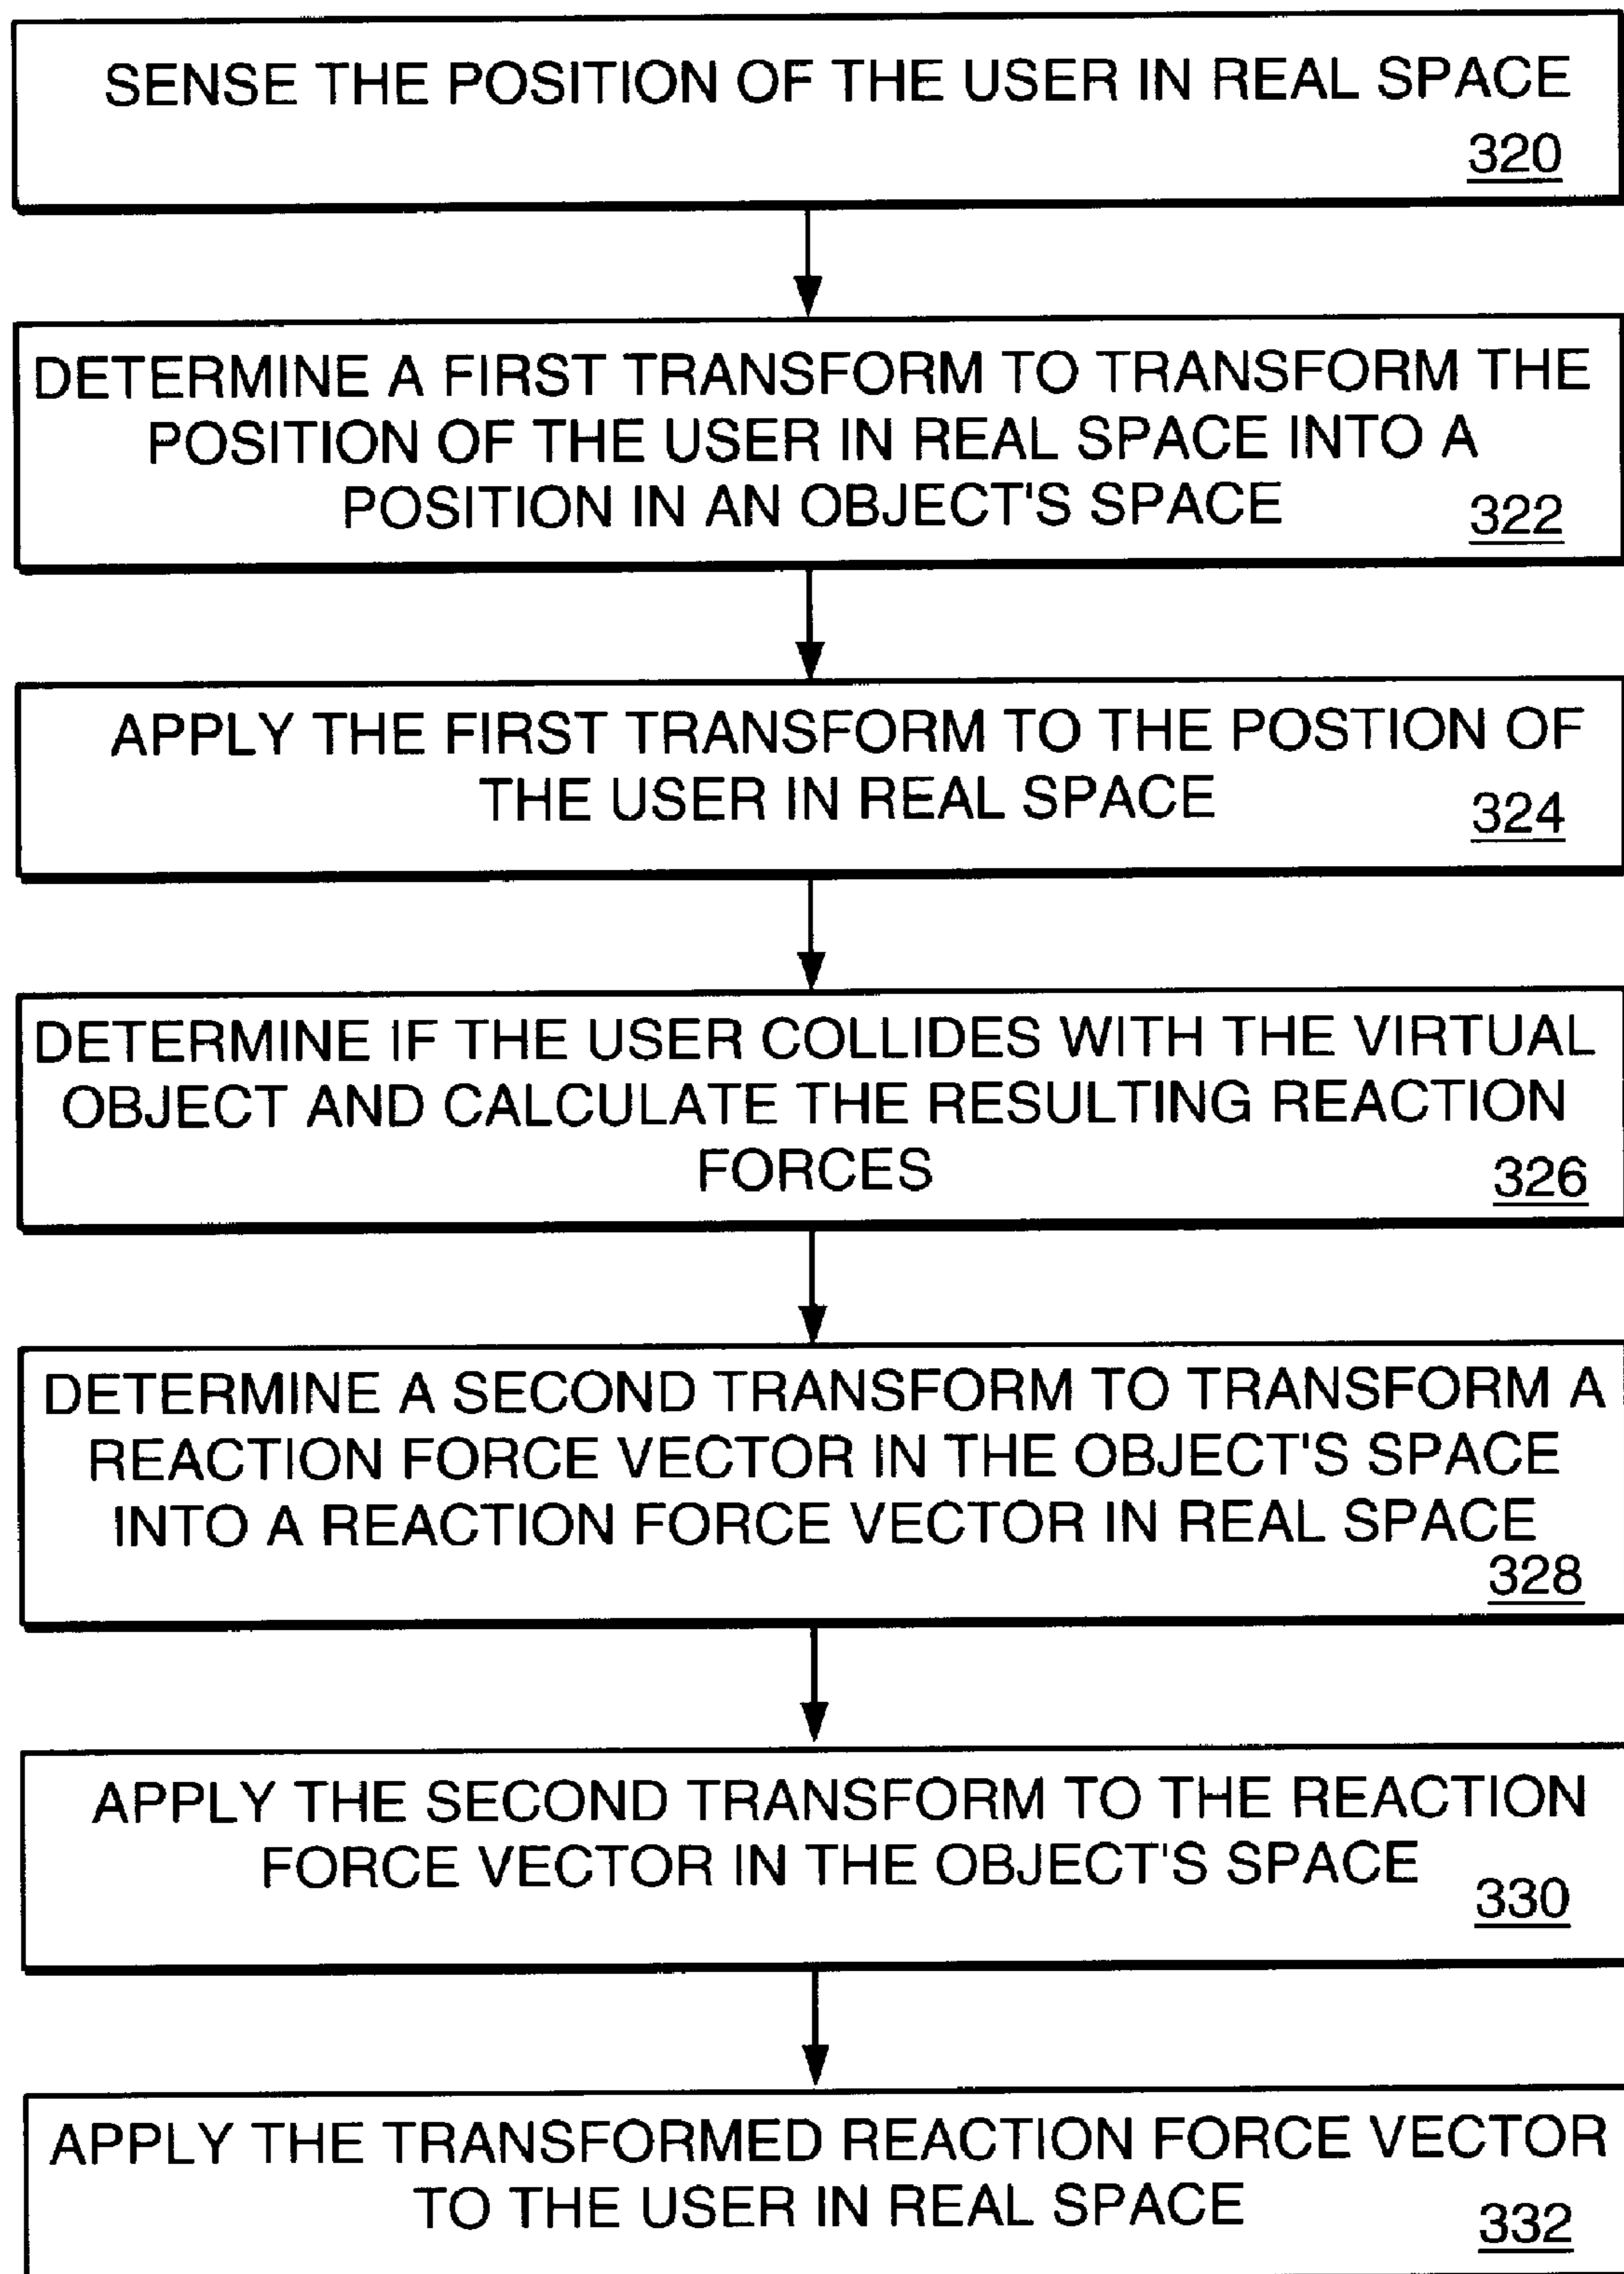 SENSE THE POSITION OF THE USER IN REAL SPACE
320
DETERMINE A FIRST TRANSFORM TO TRANSFORM THE
POSITION OF THE USER IN REAL SPACE INTO A
POSITION IN AN OBJECT'S SPACE
322
APPLY THE FIRST TRANSFORM TO THE POSTION OF
THE USER IN REAL SPACE
324
DETERMINE IF THE USER COLLIDES WITH THE VIRTUAL
OBJECT AND CALCULATE THE RESULTING REACTION
FORCES
326
DETERMINE A SECOND TRANSFORM TO TRANSFORM A
REACTION FORCE VECTOR IN THE OBJECT'S SPACE
INTO A REACTION FORCE VECTOR IN REAL SPACE
328
APPLY THE SECOND TRANSFORM TO THE REACTION
FORCE VECTOR IN THE OBJECT'S SPACE
330
APPLY THE TRANSFORMED REACTION FORCE VECTOR
TO THE USER IN REAL SPACE
332